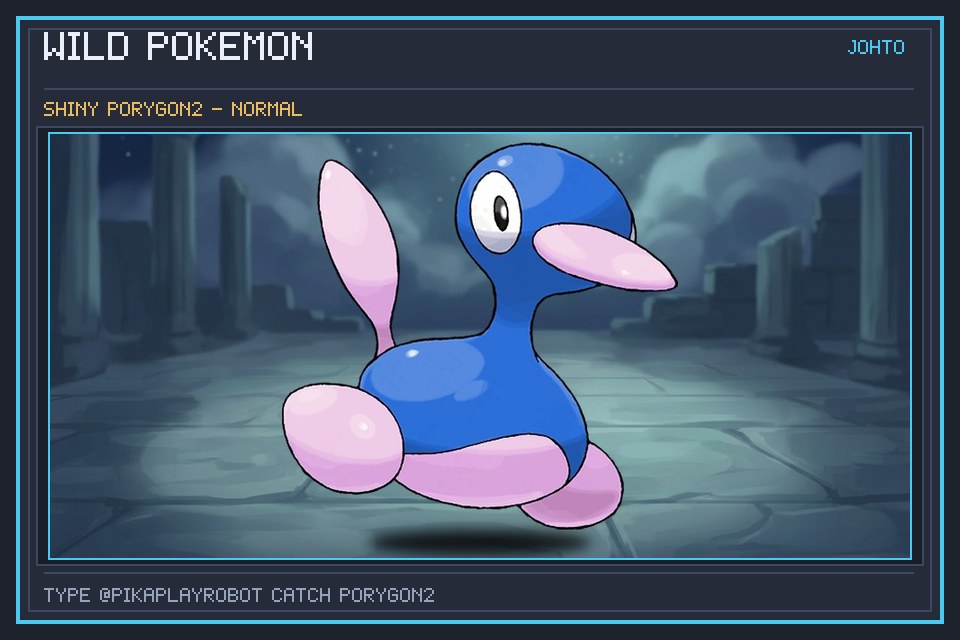 WILD POKEMON
JOHTO
SHINY PORYGON2 - NORMAL
TYPE @PIKAPLAYROBOT CATCH PORYGON2